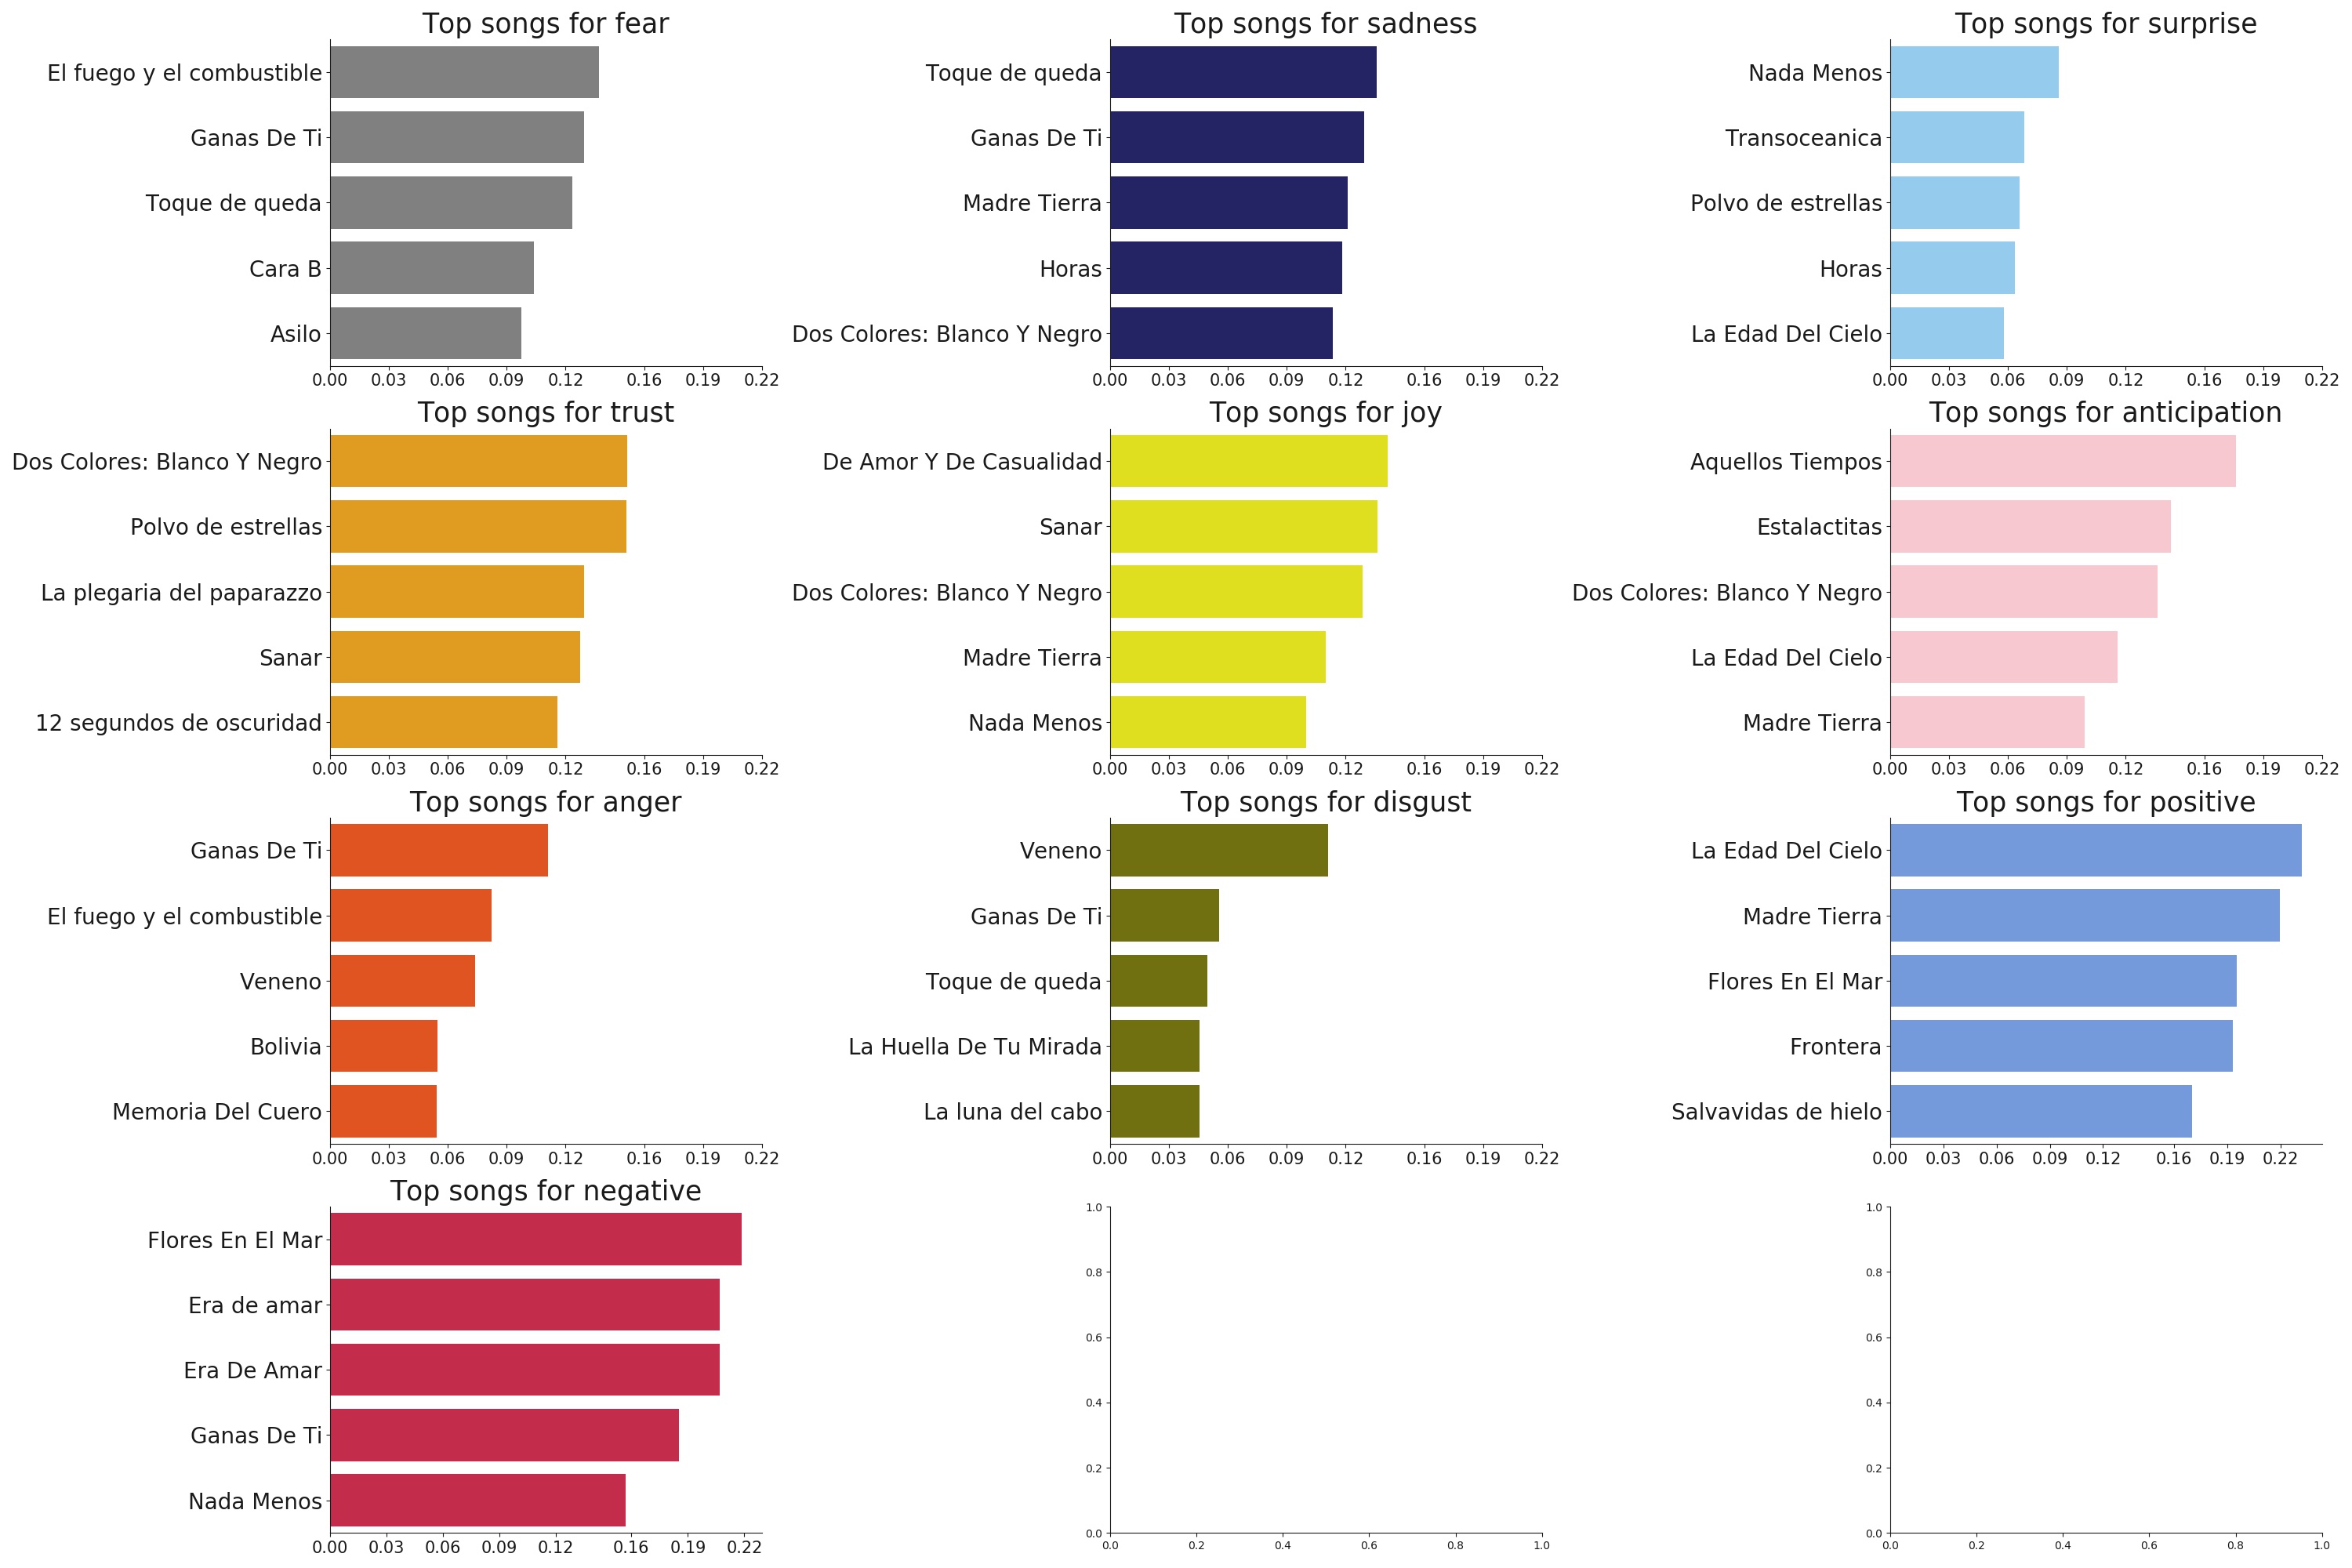 Top songs for fear
El fuego y el combustible
Ganas De Ti
Toque de queda
Cara B
Asilo
0.00 0.03 0.06 0.09 0.12 0.16 0.19 0.22
Top songs for sadness
Toque de queda
Ganas De Ti
Madre Tierra
Horas
Dos Colores: Blanco Y Negro
0.00 0.03 0.06 0.09 0.12 0.16 0.19 0.22
Top songs for surprise
Nada Menos
Transoceanica
Polvo de estrellas
Horas
La Edad Del Cielo
0.00 0.03 0.06 0.09 0.12 0.16 0.19 0.22
Top songs for trust
Dos Colores: Blanco Y Negro
Polvo de estrellas
La plegaria del paparazzo
Sanar
12 segundos de oscuridad
0.00 0.03 0.06 0.09 0.12 0.16 0.19 0.22
Top songs for joy
De Amor Y De Casualidad
Sanar
Dos Colores: Blanco Y Negro
Madre Tierra
Nada Menos
0.00 0.03 0.06 0.09 0.12 0.16 0.19 0.22
Top songs for anticipation
Aquellos Tiempos
Estalactitas
Dos Colores: Blanco Y Negro
La Edad Del Cielo
Madre Tierra
0.00 0.03 0.06 0.09 0.12 0.16 0.19 0.22
Top songs for anger
Ganas De Ti
El fuego y el combustible
Veneno
Bolivia
Memoria Del Cuero
0.00 0.03 0.06 0.09 0.12 0.16 0.19 0.22
Top songs for disgust
Veneno
Ganas De Ti
Toque de queda
La Huella De Tu Mirada
La luna del cabo
0.00 0.03 0.06 0.09 0.12 0.16 0.19 0.22
Top songs for positive
La Edad Del Cielo
Madre Tierra
Flores En El Mar
Frontera
Salvavidas de hielo
0.00 0.03 0.06 0.09 0.12 0.16 0.19 0.22
Top songs for negative
Flores En El Mar
Era de amar
Era De Amar
Ganas De Ti
Nada Menos
0.00 0.03 0.06 0.09 0.12 0.16 0.19 0.22
1.0
0.8
0.6
0.4
0.2
0.0
0.0 0.2 0.4 0.6 0.8 1.0
1.0
0.8
0.6
0.4
0.2
0.0
0.0 0.2 0.4 0.6 0.8 1.0